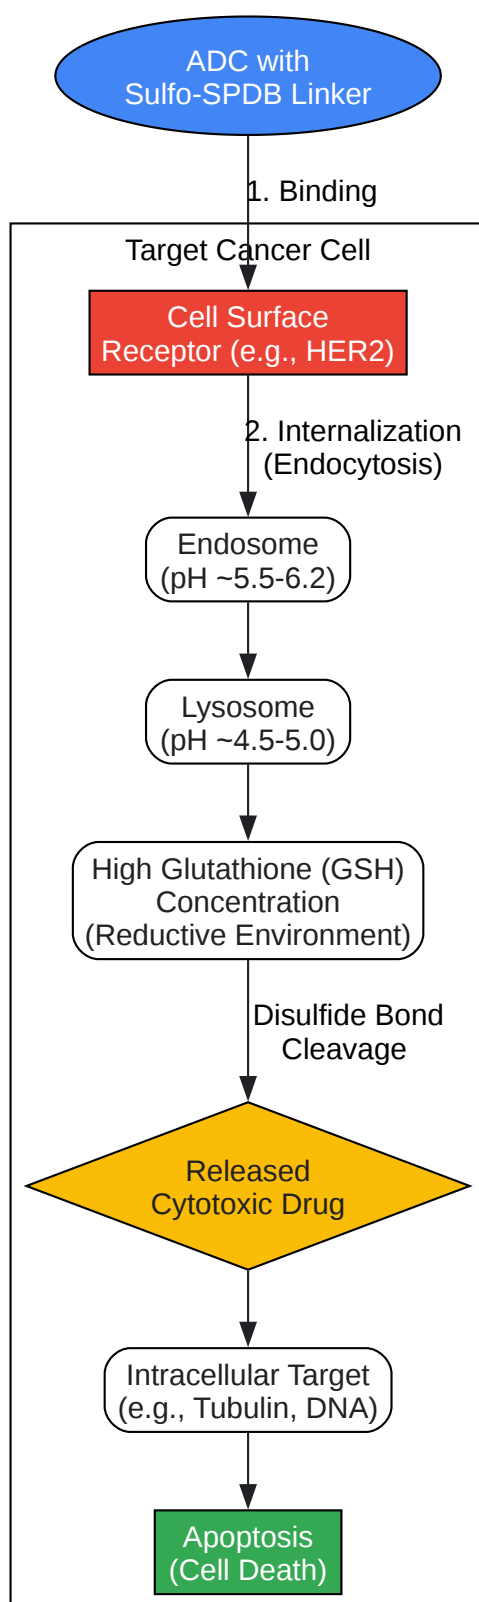 ADC with
Sulfo-SPDB Linker
1. Binding
Target Cancer Cell
Cell Surface
Receptor (e.g., HER2)
2. Internalization
(Endocytosis)
Endosome
(pH ~5.5-6.2)
Lysosome
(pH ~4.5-5.0)
High Glutathione (GSH)
Concentration
(Reductive Environment)
Disulfide Bond
Cleavage
Released
Cytotoxic Drug
Intracellular Target
(e.g., Tubulin, DNA)
Apoptosis
(Cell Death)